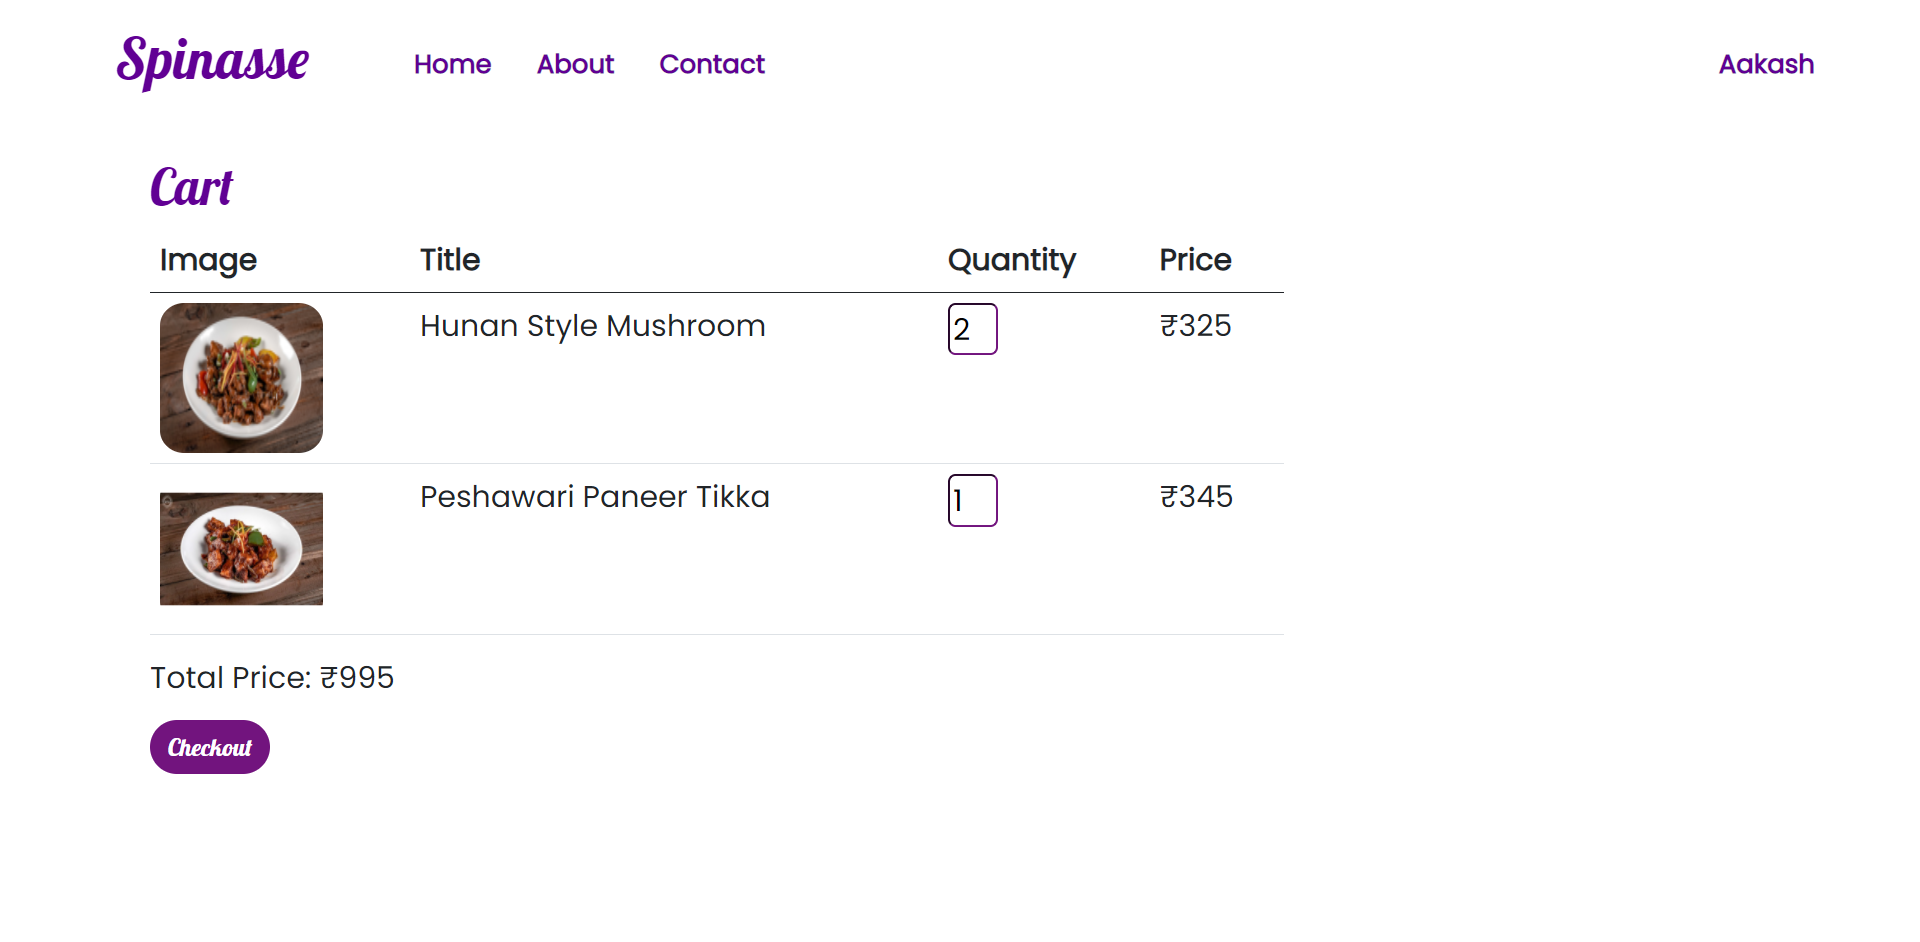 Spinasse Home About Contact Aakash
Cart
Image Title Quantity Price
Hunan Style Mushroom 2 ₹325
Peshawari Paneer Tikka 1 ₹345
Total Price: ₹995
Checkout